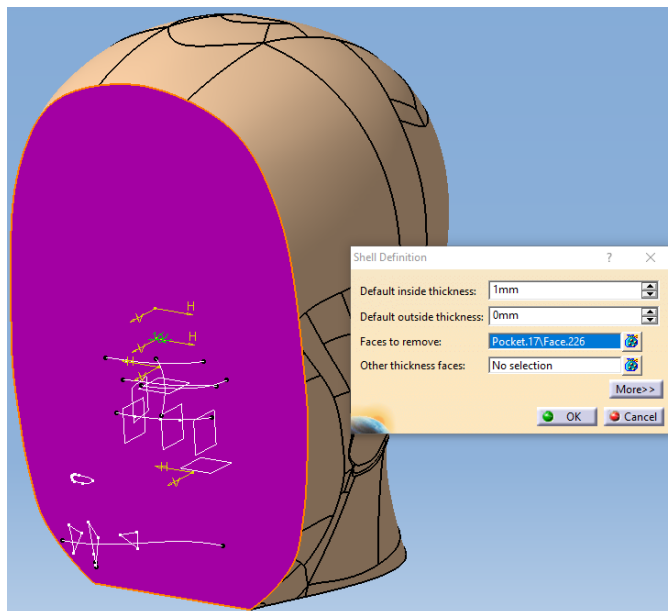 Shell Definition ? ×
Default inside thickness: 1mm
Default outside thickness: 0mm
Faces to remove: Pocket.17\Face.226
Other thickness faces: No selection
More>>
OK Cancel
H
V
H
V
V
H
V